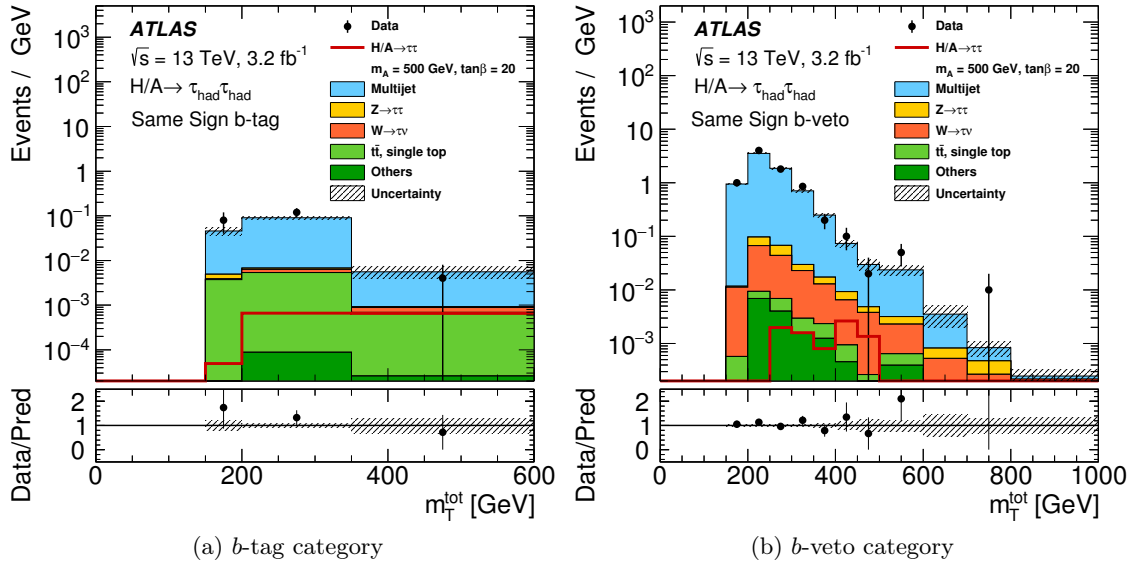 Events / GeV
10³
10²
10
1
10⁻¹
10⁻²
10⁻³
10⁻⁴
ATLAS
√s = 13 TeV, 3.2 fb⁻¹
H/A→ τhadτhad
Same Sign b-tag
Data
H/A→ττ
m_A = 500 GeV, tanβ = 20
Multijet
Z→ττ
W→τν
tt̄, single top
Others
Uncertainty
Data/Pred
2
1
0
0 200 400 600
m_T^tot [GeV]
(a) b-tag category
Events / GeV
10³
10²
10
1
10⁻¹
10⁻²
10⁻³
ATLAS
√s = 13 TeV, 3.2 fb⁻¹
H/A→ τhadτhad
Same Sign b-veto
Data
H/A→ττ
m_A = 500 GeV, tanβ = 20
Multijet
Z→ττ
W→τν
tt̄, single top
Others
Uncertainty
Data/Pred
2
1
0
0 200 400 600 800 1000
m_T^tot [GeV]
(b) b-veto category